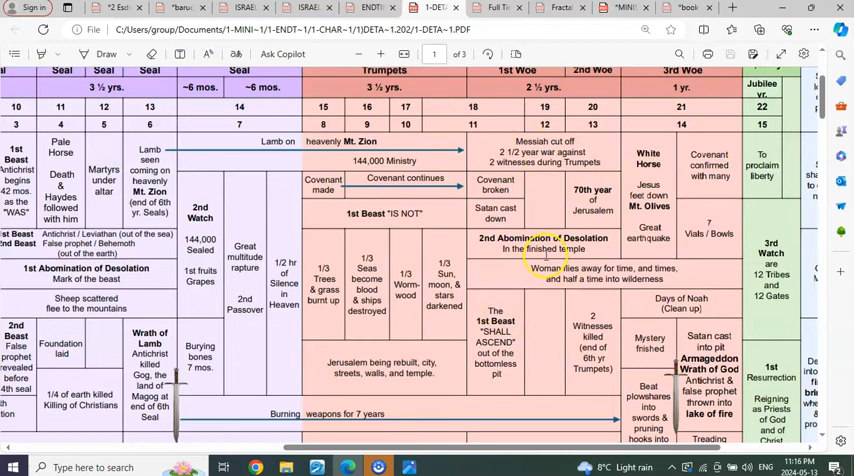 Sign in
*2 Esd
*baruc
ISRAEL
ISRAEL
ENDTIM
1-DETA
Full Tim
Fractal
*MINIS
*book
File
C:/Users/group/Documents/1-MINI~1/1-ENDT~1/1-CHAR~1/1)DETA~1.202/1-DETA~1.PDF
Draw
Ask Copilot
1 of 3
Seal
Seal
Trumpets
1st Woe
2nd Woe
3rd Woe
3 ½ yrs.
~6 mos.
~6 mos.
3 ½ yrs.
2 ½ yrs.
1 yr.
Jubilee
yr.
10
11
12
13
14
15
16
17
18
19
20
21
22
3
4
5
6
7
8
9
10
11
12
13
14
15
1st
Beast
Antichrist
begins
42 mos.
as the
"WAS"
Pale
Horse
Death
&
Haydes
followed
with him
Martyrs
under
altar
Lamb
seen
coming on
heavenly
Mt. Zion
(end of 6th
yr. Seals)
Lamb on heavenly Mt. Zion
144,000 Ministry
Messiah cut off
2 1/2 year war against
2 witnesses during Trumpets
White
Horse
Jesus
feet down
Mt. Olives
Great
earthquake
Covenant
confirmed
with many
7
Vials / Bowls
To
proclaim
liberty
2nd
Watch
144,000
Sealed
1st fruits
Grapes
Great
multitude
rapture
2nd
Passover
1/2 hr
of
Silence
in
Heaven
Covenant
made
Covenant continues
Covenant
broken
Satan cast
down
70th year
of
Jerusalem
1st Beast "IS NOT"
Antichrist / Leviathan (out of the sea)
False prophet / Behemoth
(out of the earth)
1st Beast
2nd Beast
1st Abomination of Desolation
Mark of the beast
Sheep scattered
flee to the mountains
2nd Abomination of Desolation
In the finished temple
Woman flies away for time, and times,
and half a time into wilderness
3rd
Watch
are
12 Tribes
and
12 Gates
1/3
Trees &
grass
burnt up
1/3
Seas
become
blood
& ships
destroyed
1/3
Worm-
wood
1/3
Sun,
moon, &
stars
darkened
The
1st Beast
"SHALL
ASCEND"
out of the
bottomless
pit
2
Witnesses
killed
(end of
6th yr
Trumpets)
Days of Noah
(Clean up)
Mystery
frished
Satan cast
into pit
Armageddon
Wrath of God
Antichrist &
false prophet
thrown into
lake of fire
2nd Beast
False
prophet
revealed
before
4th seal
Foundation
laid
1/4 of earth killed
Killing of Christians
Wrath of
Lamb
Antichrist
killed
Gog, the
land of
Magog at
end of 6th
Seal
Burying
bones
7 mos.
Jerusalem being rebuilt, city,
streets, walls, and temple.
Burning weapons for 7 years
Beat
plowshares
into
swords &
pruning
hooks into
Treading
1st
Resurrection
Reigning
as Priests
of God
and of
Christ
Type here to search
8°C Light rain
11:16 PM
2024-05-13